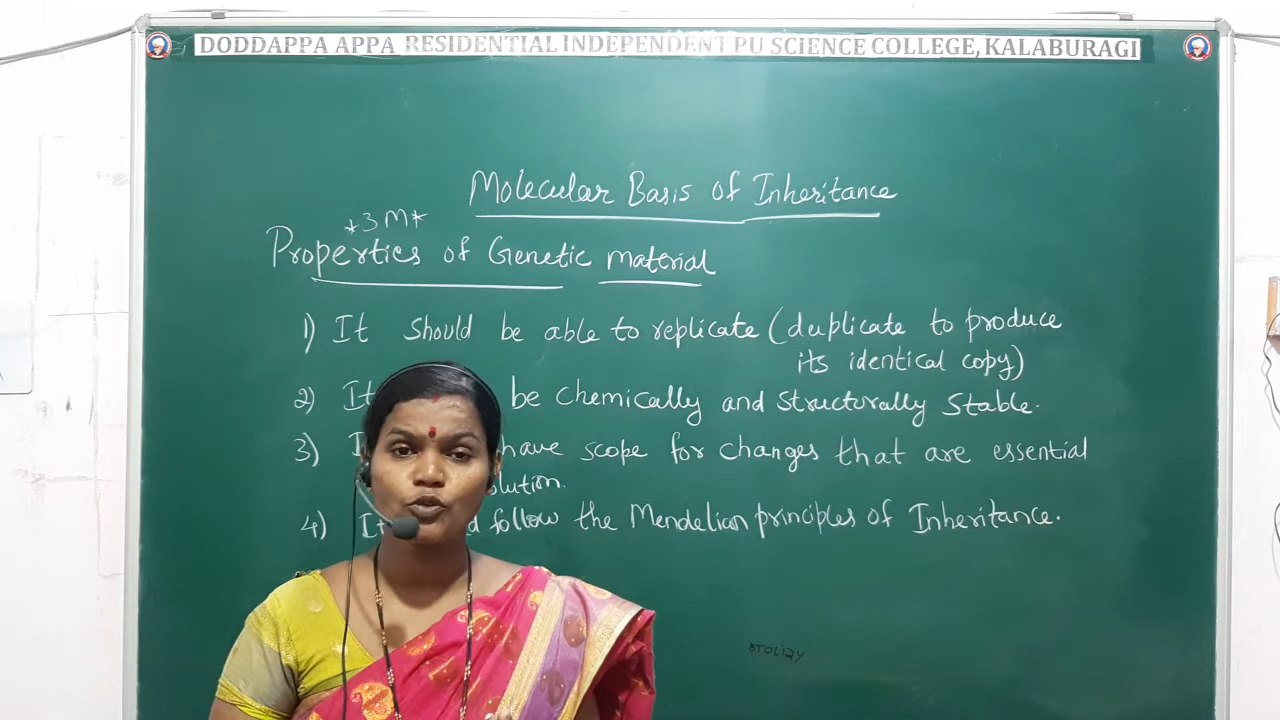 DODDAPPA APPA RESIDENTIAL INDEPENDENT PU SCIENCE COLLEGE, KALABURAGI
Molecular Basis of Inheritance
*3M*
Properties of Genetic material
1) It should be able to replicate (duplicate to produce
its identical copy)
2) It be chemically and structurally stable.
3) have scope for changes that are essential
4) It follow the Mendelian principles of Inheritance.